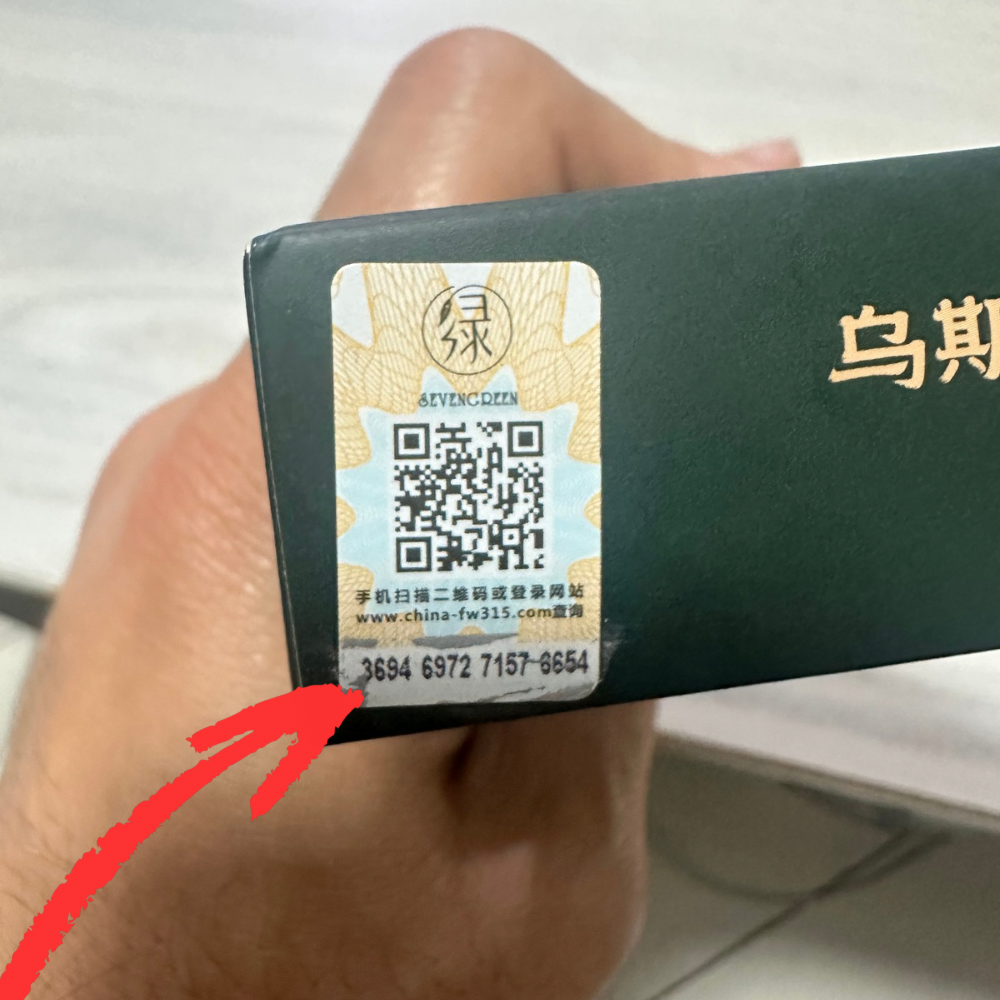 绿
SEVENGREEN
手机扫描二维码或登录网站
www.china-fw315.com查询
3694 6972 7157 6654
乌斯